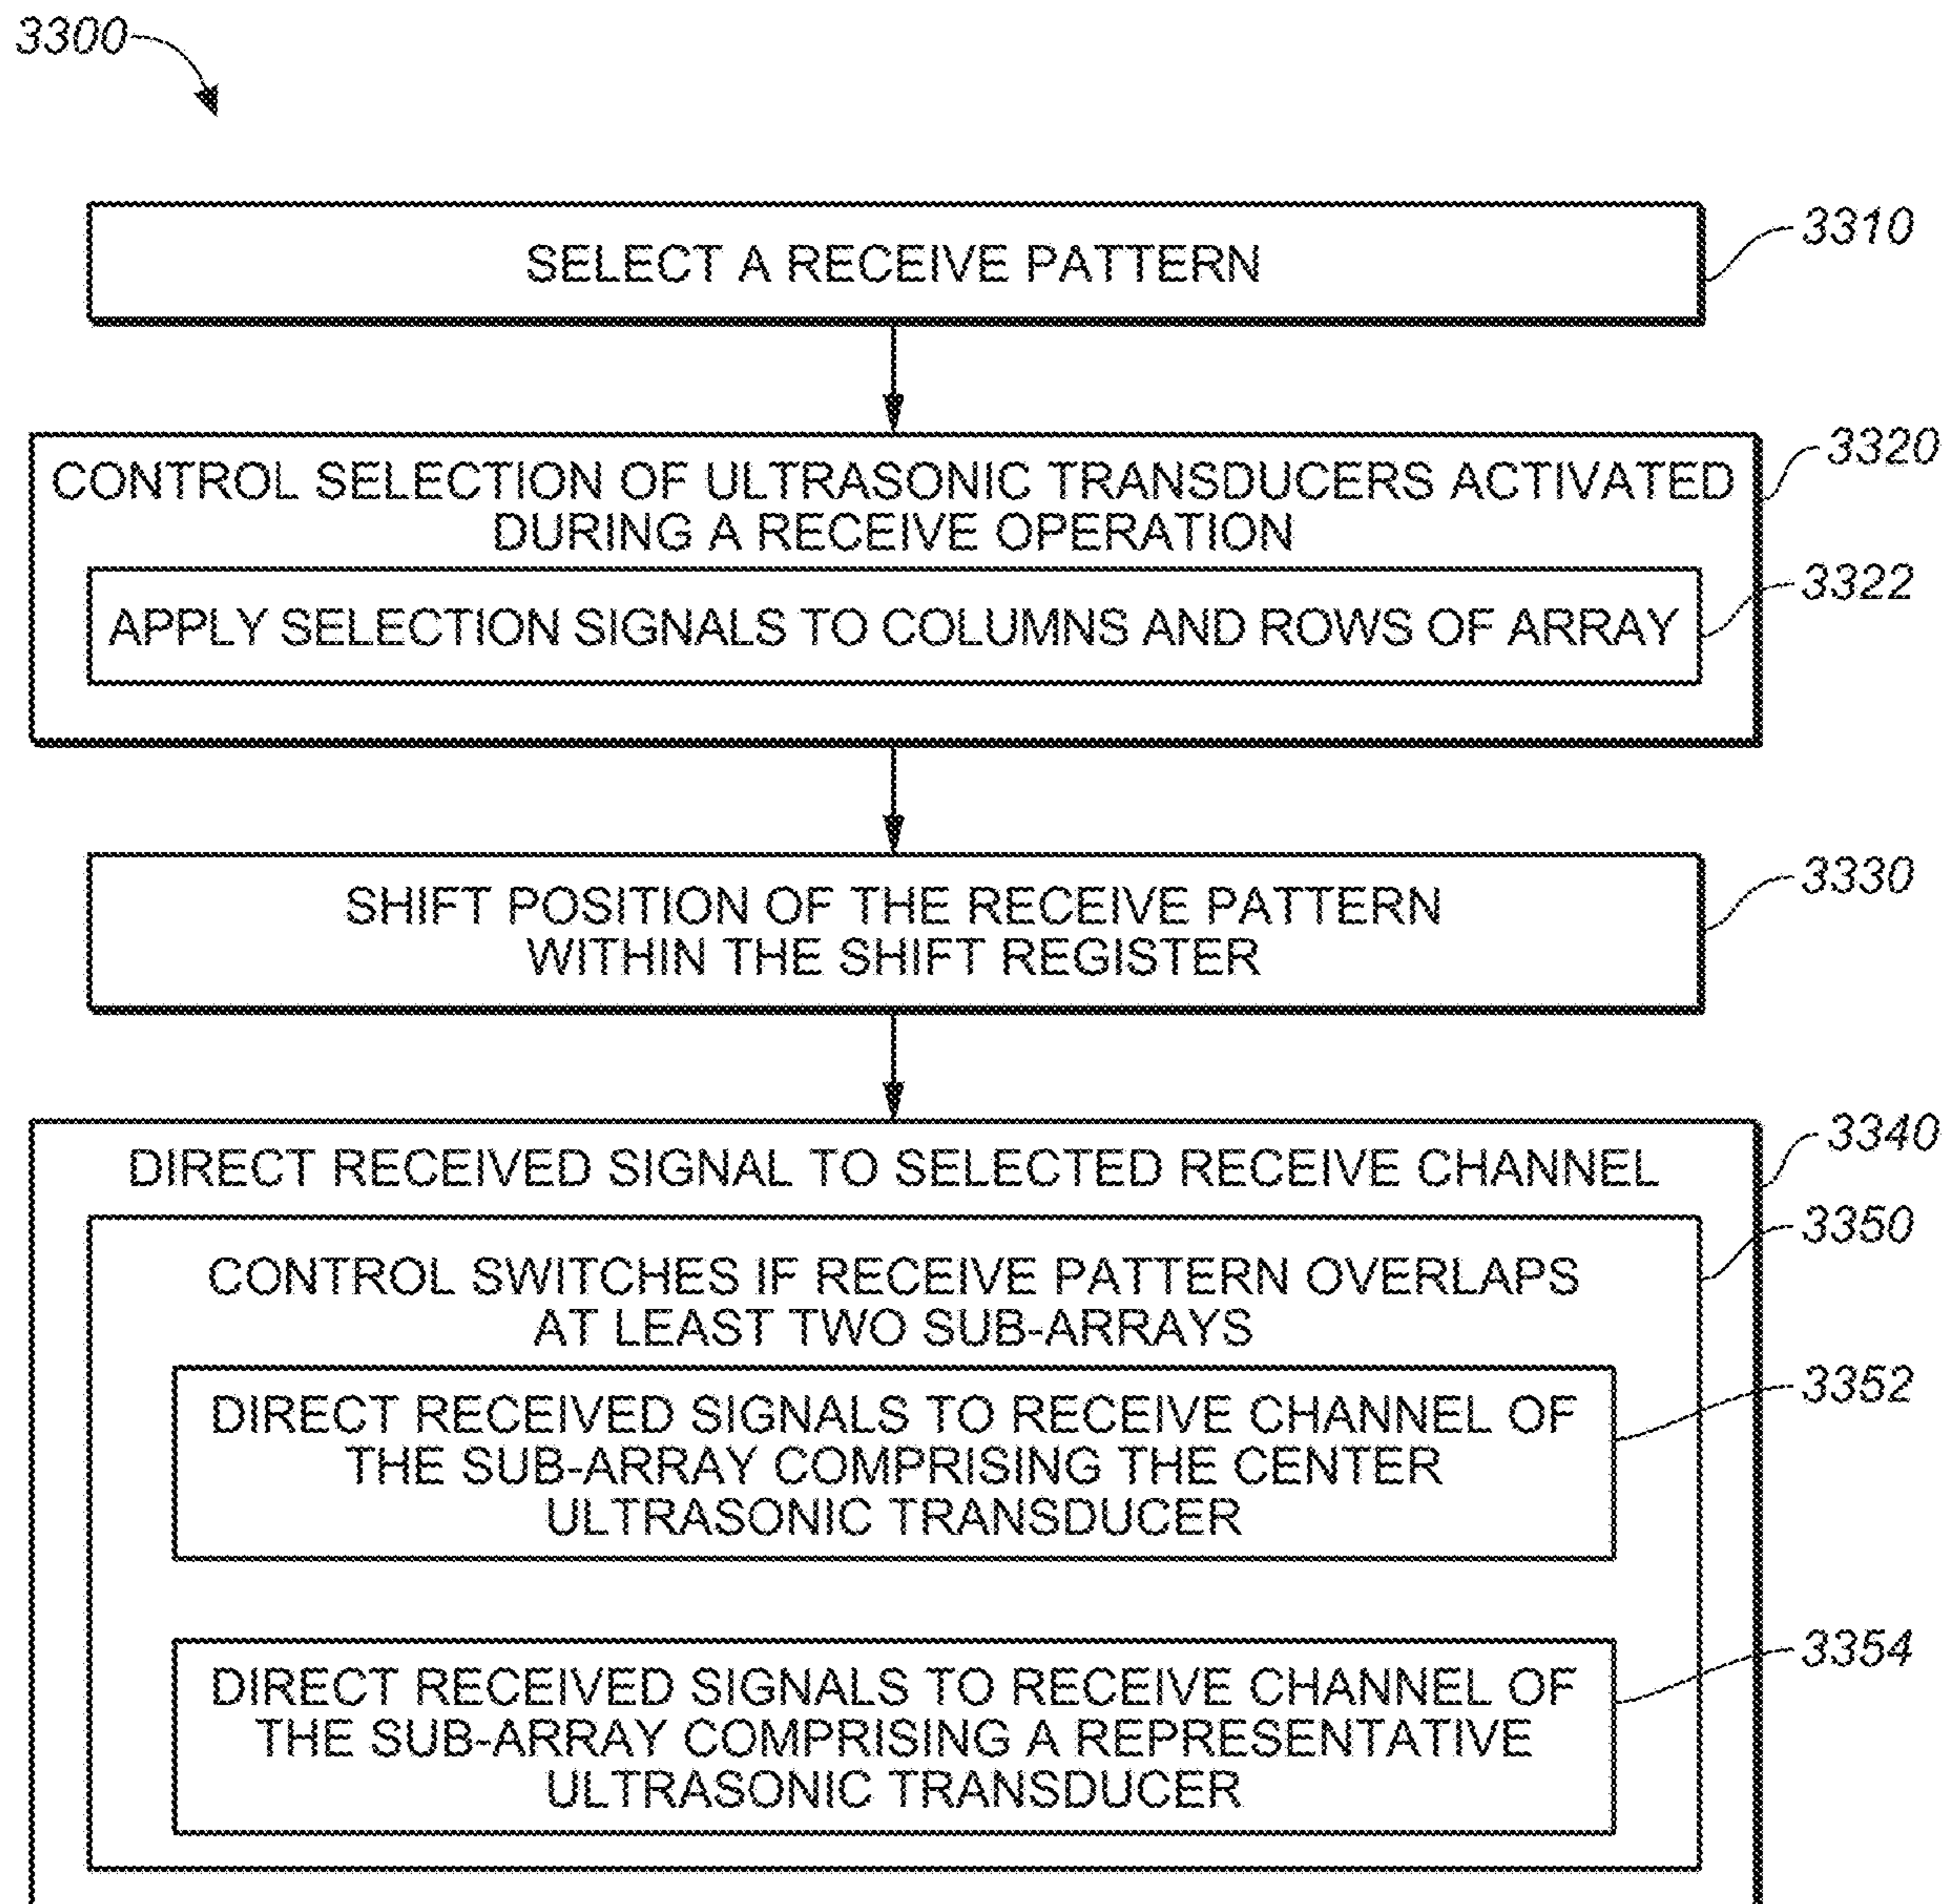 3300
SELECT A RECEIVE PATTERN
3310
CONTROL SELECTION OF ULTRASONIC TRANSDUCERS ACTIVATED
DURING A RECEIVE OPERATION
3320
APPLY SELECTION SIGNALS TO COLUMNS AND ROWS OF ARRAY
3322
SHIFT POSITION OF THE RECEIVE PATTERN
WITHIN THE SHIFT REGISTER
3330
DIRECT RECEIVED SIGNAL TO SELECTED RECEIVE CHANNEL
3340
CONTROL SWITCHES IF RECEIVE PATTERN OVERLAPS
AT LEAST TWO SUB-ARRAYS
3350
DIRECT RECEIVED SIGNALS TO RECEIVE CHANNEL OF
THE SUB-ARRAY COMPRISING THE CENTER
ULTRASONIC TRANSDUCER
3352
DIRECT RECEIVED SIGNALS TO RECEIVE CHANNEL OF
THE SUB-ARRAY COMPRISING A REPRESENTATIVE
ULTRASONIC TRANSDUCER
3354